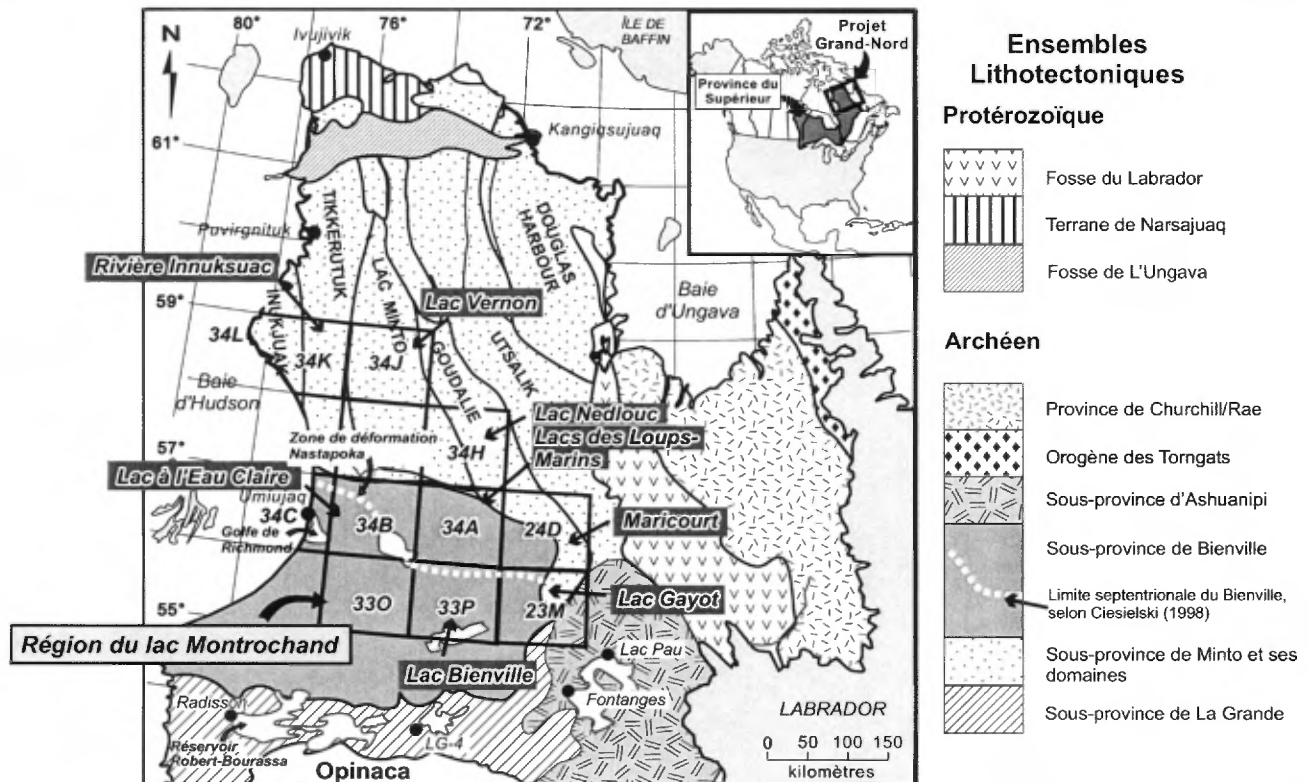 80°
76°
72°
N
Ivujivik
ÎLE DE
BAFFIN
Projet
Grand-Nord
Province du
Supérieur
61°
Kangiqsujuaq
Puvirgnituk
TIKKERUTUK
DOUGLAS
HARBOUR
Rivière Innuksuac
LAC MINTO
Lac Vernon
Baie
d'Ungava
59°
INUKJUAK
34L
34K
34J
GOUDALIE
UTSALIK
Baie
d'Hudson
Lac Nedlouc
Lacs des Loups-
Marins
Zone de déformation
Nastapoka
34H
57°
Lac à l'Eau Claire
Umiujaq
34C
34B
34A
24D
Maricourt
Golfe de
Richmond
33O
33P
23M
Lac Gayot
55°
Région du lac Montrochand
Lac Bienville
Lac Pau
Radisson
Fontanges
LABRADOR
Réservoir
Robert-Bourassa
LG-4
Opinaca
0 50 100 150
kilomètres
Ensembles
Lithotectoniques
Protérozoïque
Fosse du Labrador
Terrane de Narsajuaq
Fosse de L'Ungava
Archéen
Province de Churchill/Rae
Orogène des Torngats
Sous-province d'Ashuanipi
Sous-province de Bienville
Limite septentrionale du Bienville,
selon Ciesielski (1998)
Sous-province de Minto et ses
domaines
Sous-province de La Grande